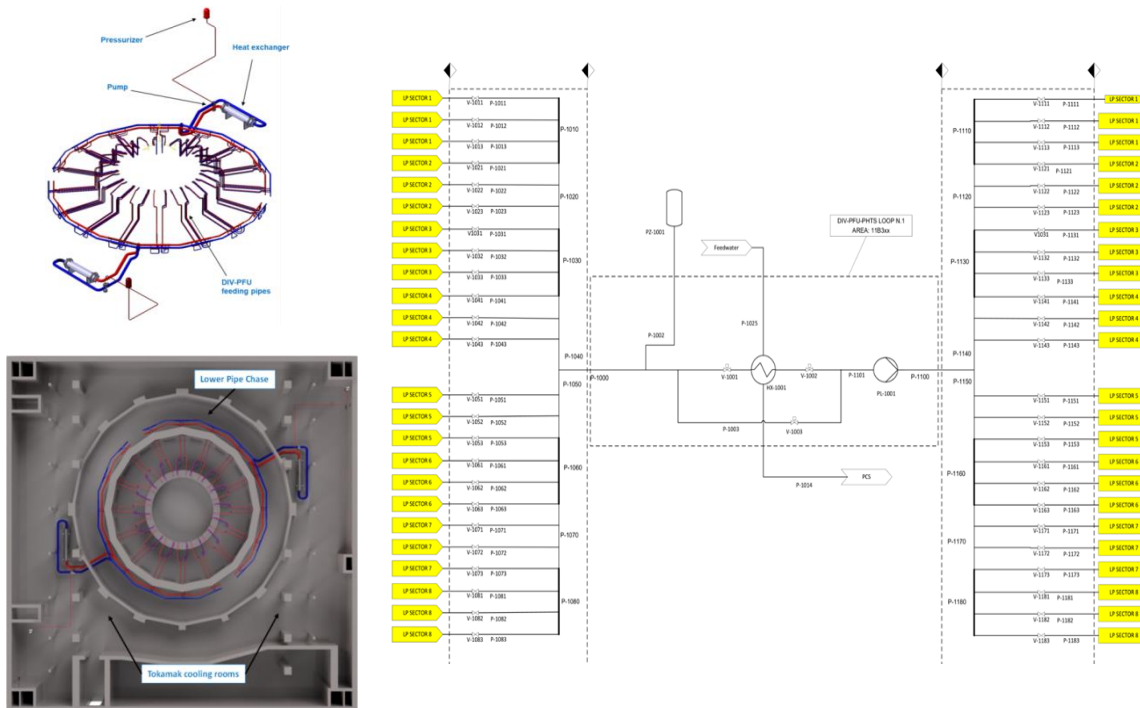 Pressurizer
Heat exchanger
Pump
DIV-PFU
feeding pipes
Lower Pipe Chase
Tokamak cooling rooms
LP SECTOR 1
V-1011 P-1011
LP SECTOR 1
V-1012 P-1012
LP SECTOR 1
V-1013 P-1013
LP SECTOR 2
V-1021 P-1021
LP SECTOR 2
V-1022 P-1022
LP SECTOR 2
V-1023 P-1023
LP SECTOR 3
V1031 P-1031
LP SECTOR 3
V-1032 P-1032
LP SECTOR 3
V-1033 P-1033
LP SECTOR 4
V-1041 P-1041
LP SECTOR 4
V-1042 P-1042
LP SECTOR 4
V-1043 P-1043
LP SECTOR 5
V-1051 P-1051
LP SECTOR 5
V-1052 P-1052
LP SECTOR 5
V-1053 P-1053
LP SECTOR 6
V-1061 P-1061
LP SECTOR 6
V-1062 P-1062
LP SECTOR 6
V-1063 P-1063
LP SECTOR 7
V-1071 P-1071
LP SECTOR 7
V-1072 P-1072
LP SECTOR 7
V-1073 P-1073
LP SECTOR 8
V-1081 P-1081
LP SECTOR 8
V-1082 P-1082
LP SECTOR 8
V-1083 P-1083
P-1010
P-1020
P-1030
P-1040
P-1050
P-1060
P-1070
P-1080
P-1000
PZ-1001
P-1002
Feedwater
DIV-PFU-PHTS LOOP N.1
AREA: 11B3xx
P-1025
V-1001
HX-1001
V-1002
P-1101
PL-1001
P-1100
P-1003
V-1003
P-1014
PCS
P-1110
P-1120
P-1130
P-1140
P-1150
P-1160
P-1170
P-1180
V-1111 P-1111
LP SECTOR 1
V-1112 P-1112
LP SECTOR 1
V-1113 P-1113
LP SECTOR 1
V-1121 P-1121
LP SECTOR 2
V-1122 P-1122
LP SECTOR 2
V-1123 P-1123
LP SECTOR 2
V1031 P-1131
LP SECTOR 3
V-1132 P-1132
LP SECTOR 3
V-1133 P-1133
LP SECTOR 3
V-1141 P-1141
LP SECTOR 4
V-1142 P-1142
LP SECTOR 4
V-1143 P-1143
LP SECTOR 4
V-1151 P-1151
LP SECTOR 5
V-1152 P-1152
LP SECTOR 5
V-1153 P-1153
LP SECTOR 5
V-1161 P-1161
LP SECTOR 6
V-1162 P-1162
LP SECTOR 6
V-1163 P-1163
LP SECTOR 6
V-1171 P-1171
LP SECTOR 7
V-1172 P-1172
LP SECTOR 7
V-1173 P-1173
LP SECTOR 7
V-1181 P-1181
LP SECTOR 8
V-1182 P-1182
LP SECTOR 8
V-1183 P-1183
LP SECTOR 8